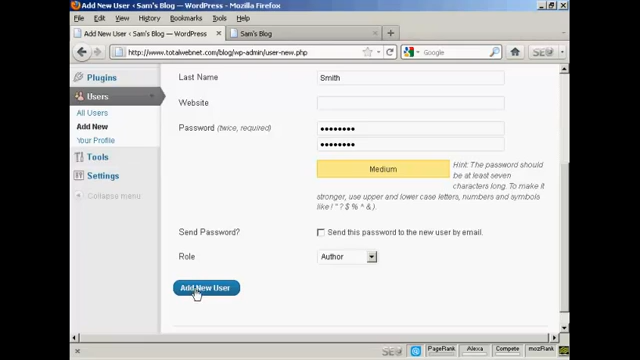 Add New User ‹ Sam's Blog — WordPress - Mozilla Firefox
File Edit View History Bookmarks Tools Help
Add New User ‹ Sam's Blog — WordPress × Sam's Blog ×
http://www.totalwebnet.com/blog/wp-admin/user-new.php
Google
Plugins
Users
All Users
Add New
Your Profile
Tools
Settings
Collapse menu
Last Name Smith
Website
Password (twice, required) ••••••••
••••••••
Medium
Hint: The password should
be at least seven
characters long. To make it
stronger, use upper and lower case letters, numbers and symbols
like ! " ? $ % ^ & ).
Send Password? Send this password to the new user by email.
Role Author
Add New User
× PageRank Alexa Compete mozRank